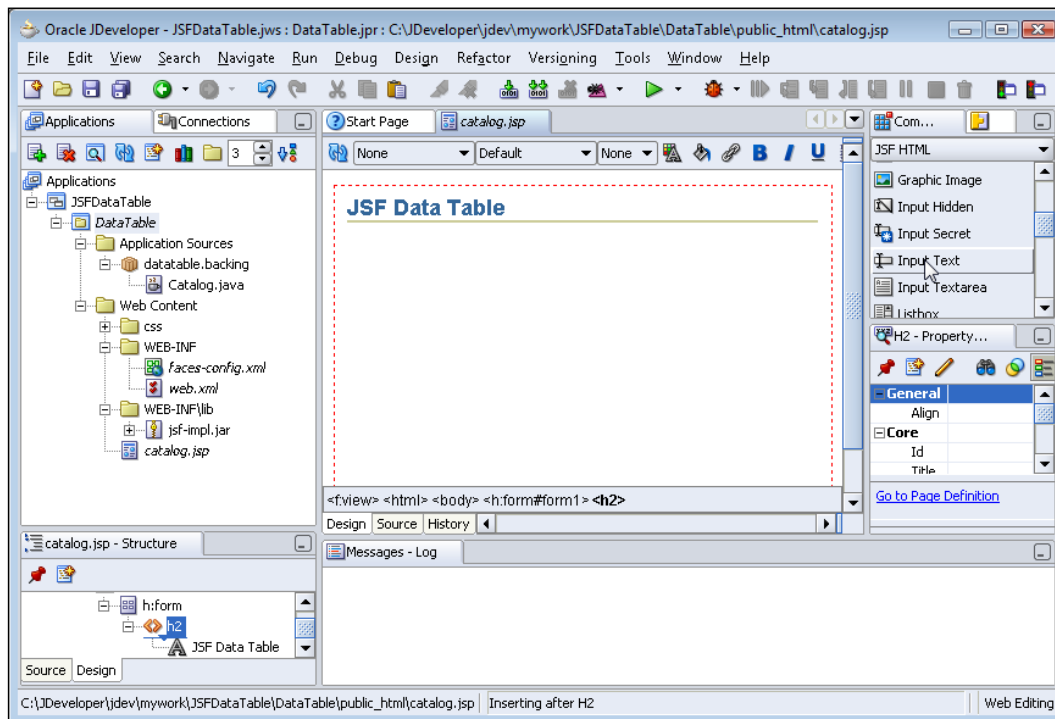 Oracle JDeveloper - JSFDataTable.jws : DataTable.jpr : C:\JDeveloper\jdev\mywork\JSFDataTable\DataTable\public_html\catalog.jsp
File Edit View Search Navigate Run Debug Design Refactor Versioning Tools Window Help
Applications Connections
3
Applications
JSFDataTable
DataTable
Application Sources
datatable.backing
Catalog.java
Web Content
css
WEB-INF
faces-config.xml
web.xml
WEB-INF\lib
jsf-impl.jar
catalog.jsp
Start Page catalog.jsp
None Default None B I U
JSF Data Table
<f:view> <html> <body> <h:form#form1> <h2>
Design Source History
Com...
JSF HTML
Graphic Image
Input Hidden
Input Secret
Input Text
Input Textarea
Listbox
H2 - Property...
General
Align
Core
Id
Title
Go to Page Definition
catalog.jsp - Structure
h:form
h2
JSF Data Table
Source Design
Messages - Log
C:\JDeveloper\jdev\mywork\JSFDataTable\DataTable\public_html\catalog.jsp Inserting after H2 Web Editing